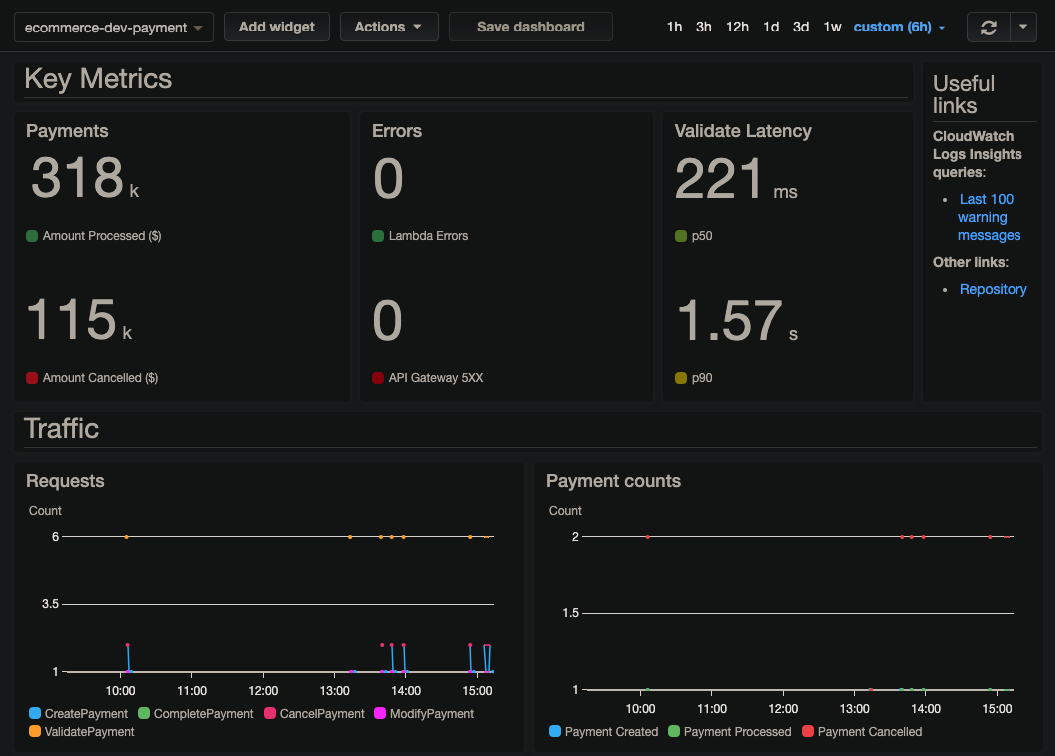 ecommerce-dev-payment
Add widget
Actions
Save dashboard
1h 3h 12h 1d 3d 1w custom (6h)
Key Metrics
Payments
318 k
Amount Processed ($)
115 k
Amount Cancelled ($)
Errors
0
Lambda Errors
0
API Gateway 5XX
Validate Latency
221 ms
p50
1.57 s
p90
Useful
links
CloudWatch
Logs Insights
queries:
• Last 100
warning
messages
Other links:
• Repository
Traffic
Requests
Count
6
3.5
1
10:00 11:00 12:00 13:00 14:00 15:00
CreatePayment CompletePayment CancelPayment ModifyPayment
ValidatePayment
Payment counts
Count
2
1.5
1
10:00 11:00 12:00 13:00 14:00 15:00
Payment Created Payment Processed Payment Cancelled